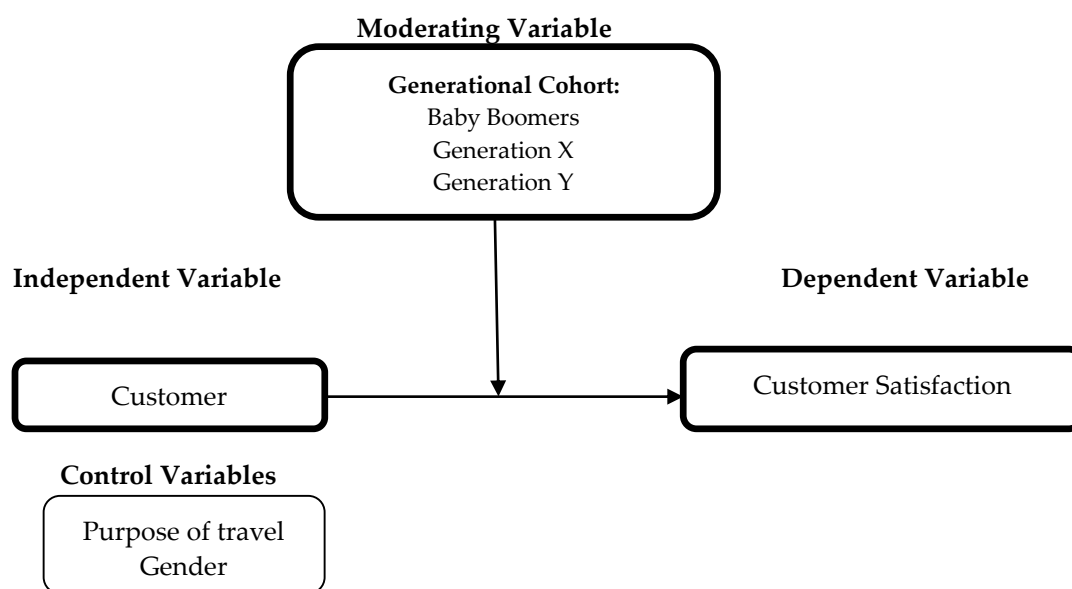 Moderating Variable
Generational Cohort:
Baby Boomers
Generation X
Generation Y
Independent Variable
Dependent Variable
Customer
Customer Satisfaction
Control Variables
Purpose of travel
Gender